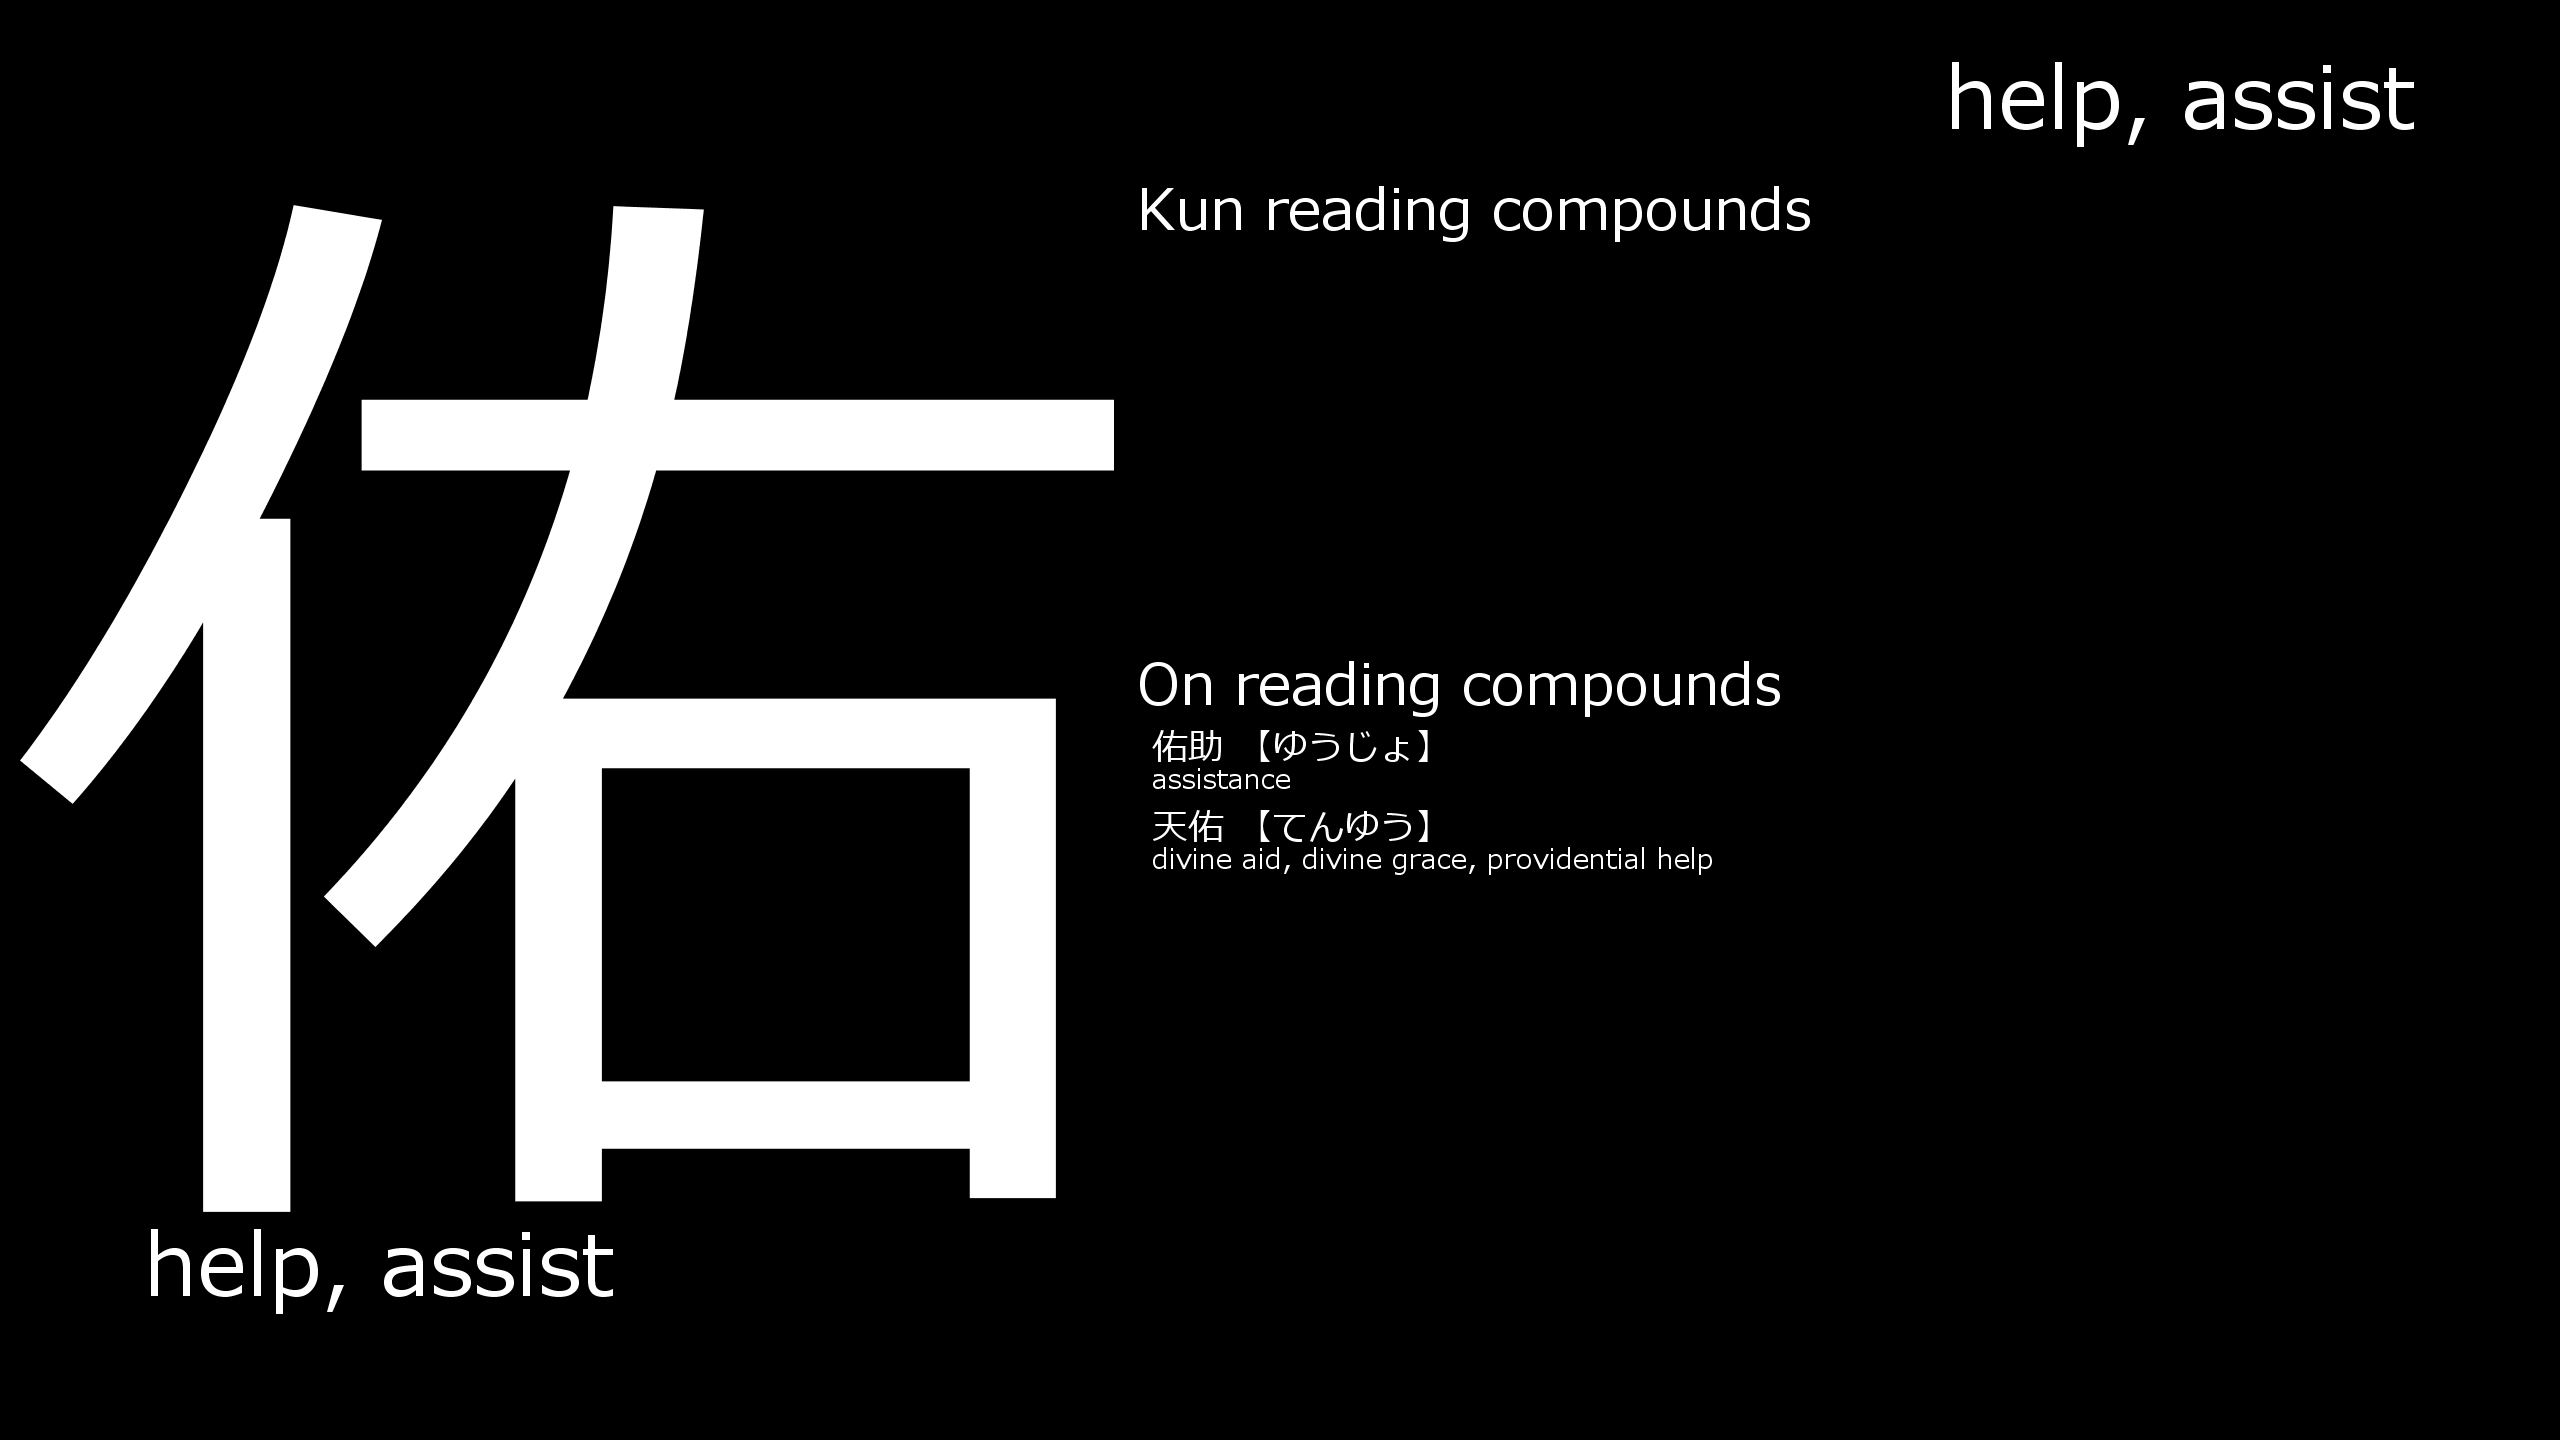 help, assist
佑
Kun reading compounds
On reading compounds
佑助 【ゆうじょ】
assistance
天佑 【てんゆう】
divine aid, divine grace, providential help
help, assist